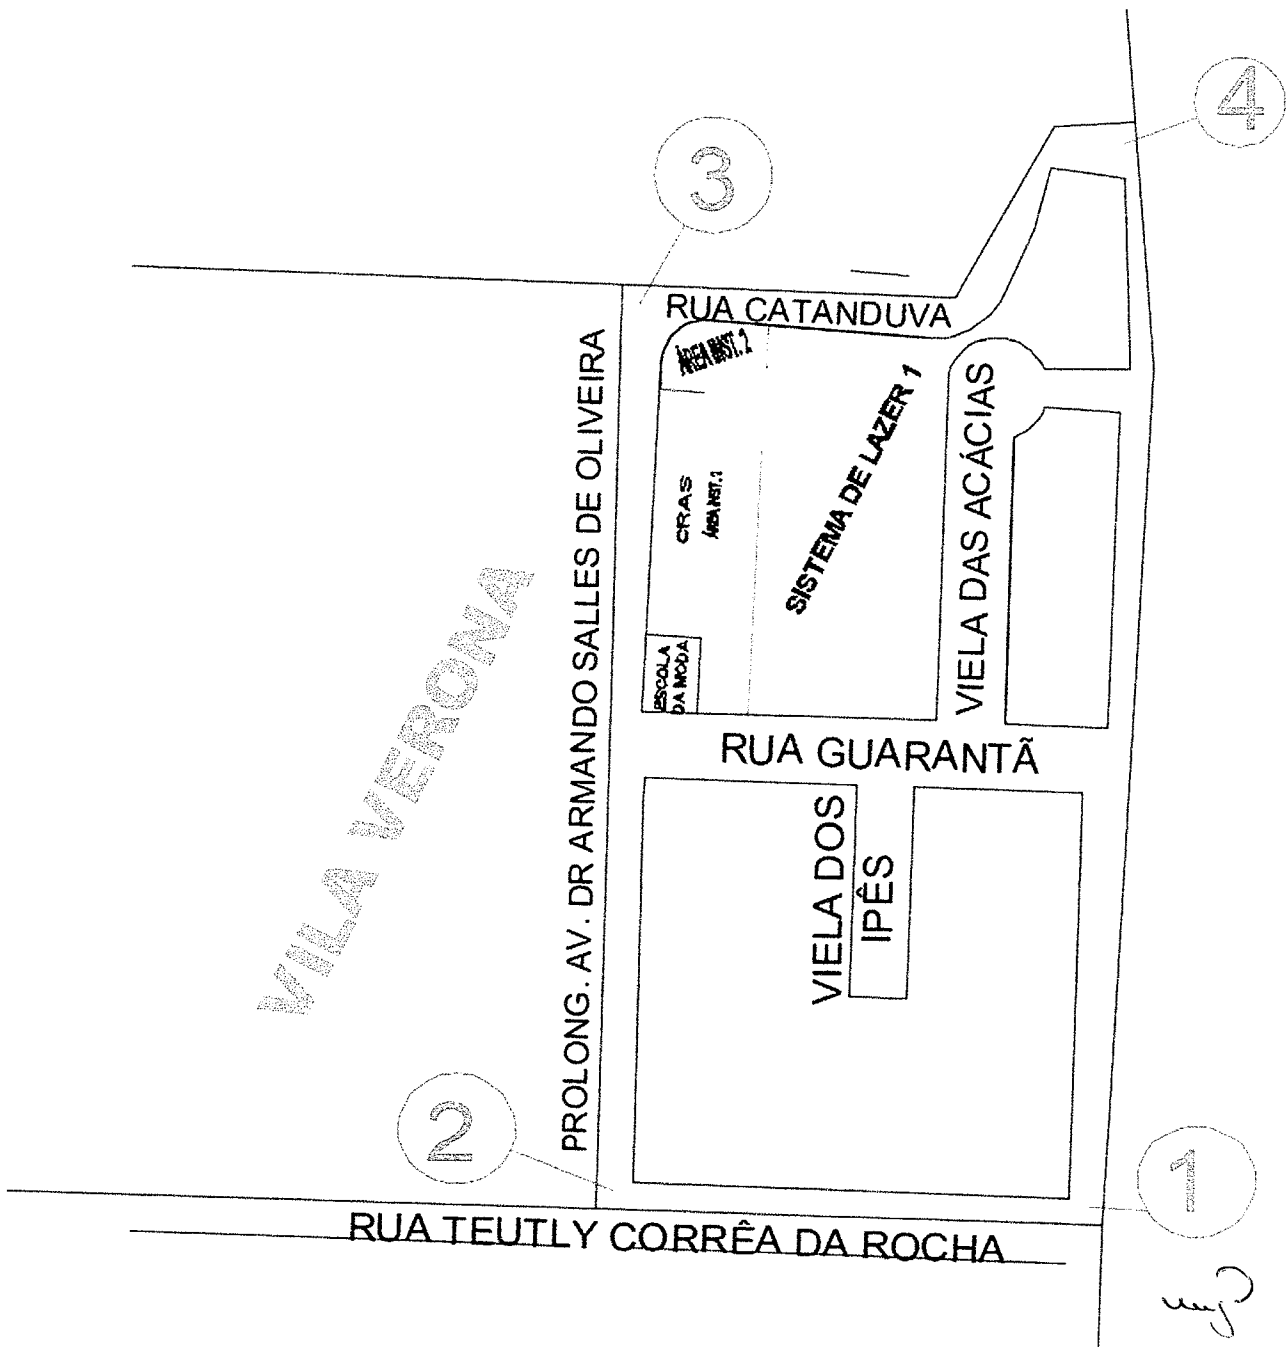 4
3
RUA CATANDUVA
ÁREA INST. 2
PROLONG. AV. DR ARMANDO SALLES DE OLIVEIRA
SISTEMA DE LAZER 1
VIELA DAS ACÁCIAS
CRAS
ÁREA INST. 1
VILA VERONA
ESCOLA
DA MODA
RUA GUARANTÃ
VIELA DOS
IPÊS
2
1
RUA TEUTLY CORRÊA DA ROCHA